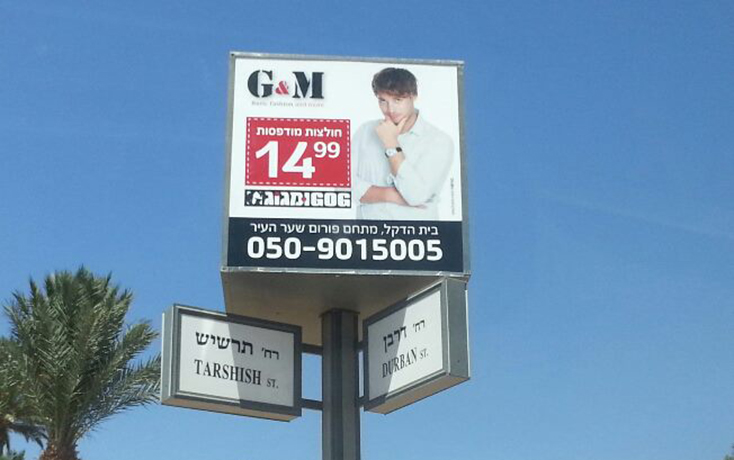 G&M
חולצות מודפסות
14.99
GOGומגוג
בית הדקל, מתחם פורום שער העיר
050-9015005
רח' תרשיש
TARSHISH ST.
רח' דרבן
DURBAN ST.